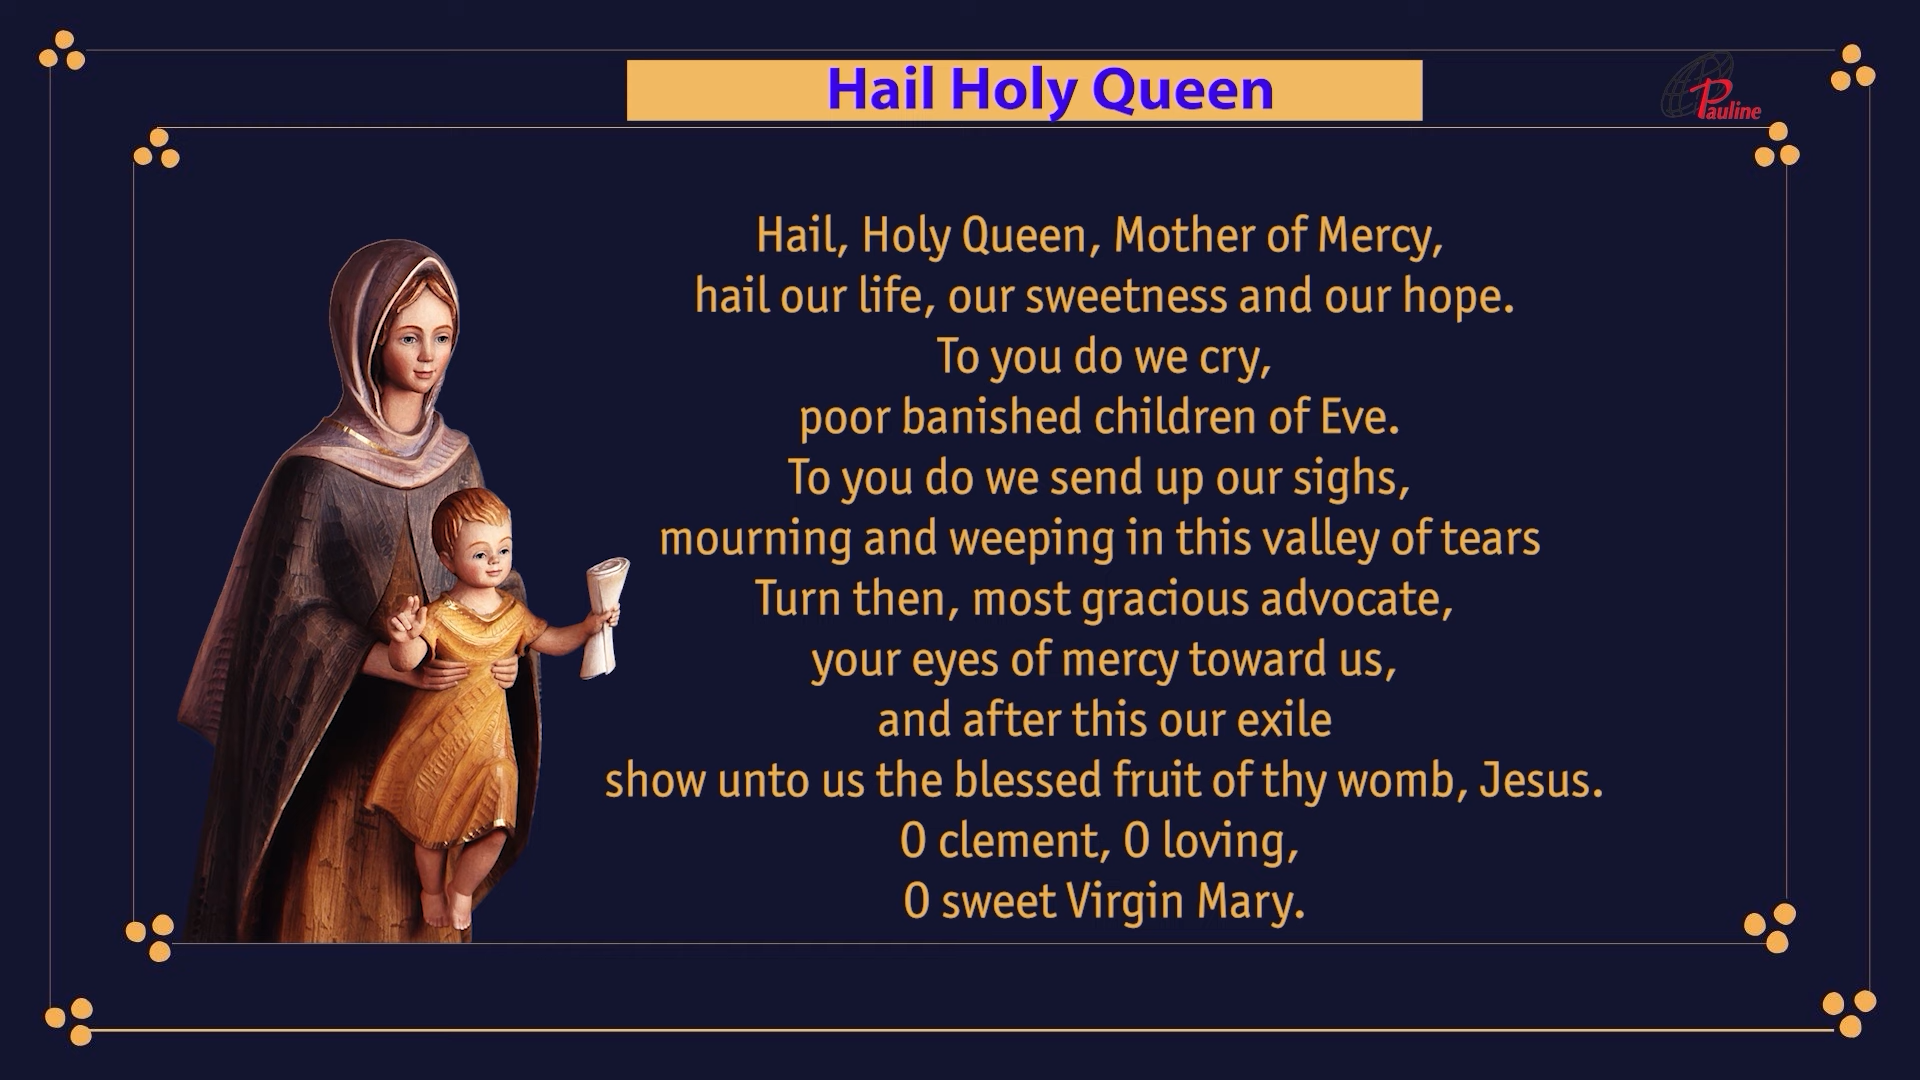 Hail Holy Queen
Pauline
Hail, Holy Queen, Mother of Mercy,
hail our life, our sweetness and our hope.
To you do we cry,
poor banished children of Eve.
To you do we send up our sighs,
mourning and weeping in this valley of tears
Turn then, most gracious advocate,
your eyes of mercy toward us,
and after this our exile
show unto us the blessed fruit of thy womb, Jesus.
O clement, O loving,
O sweet Virgin Mary.